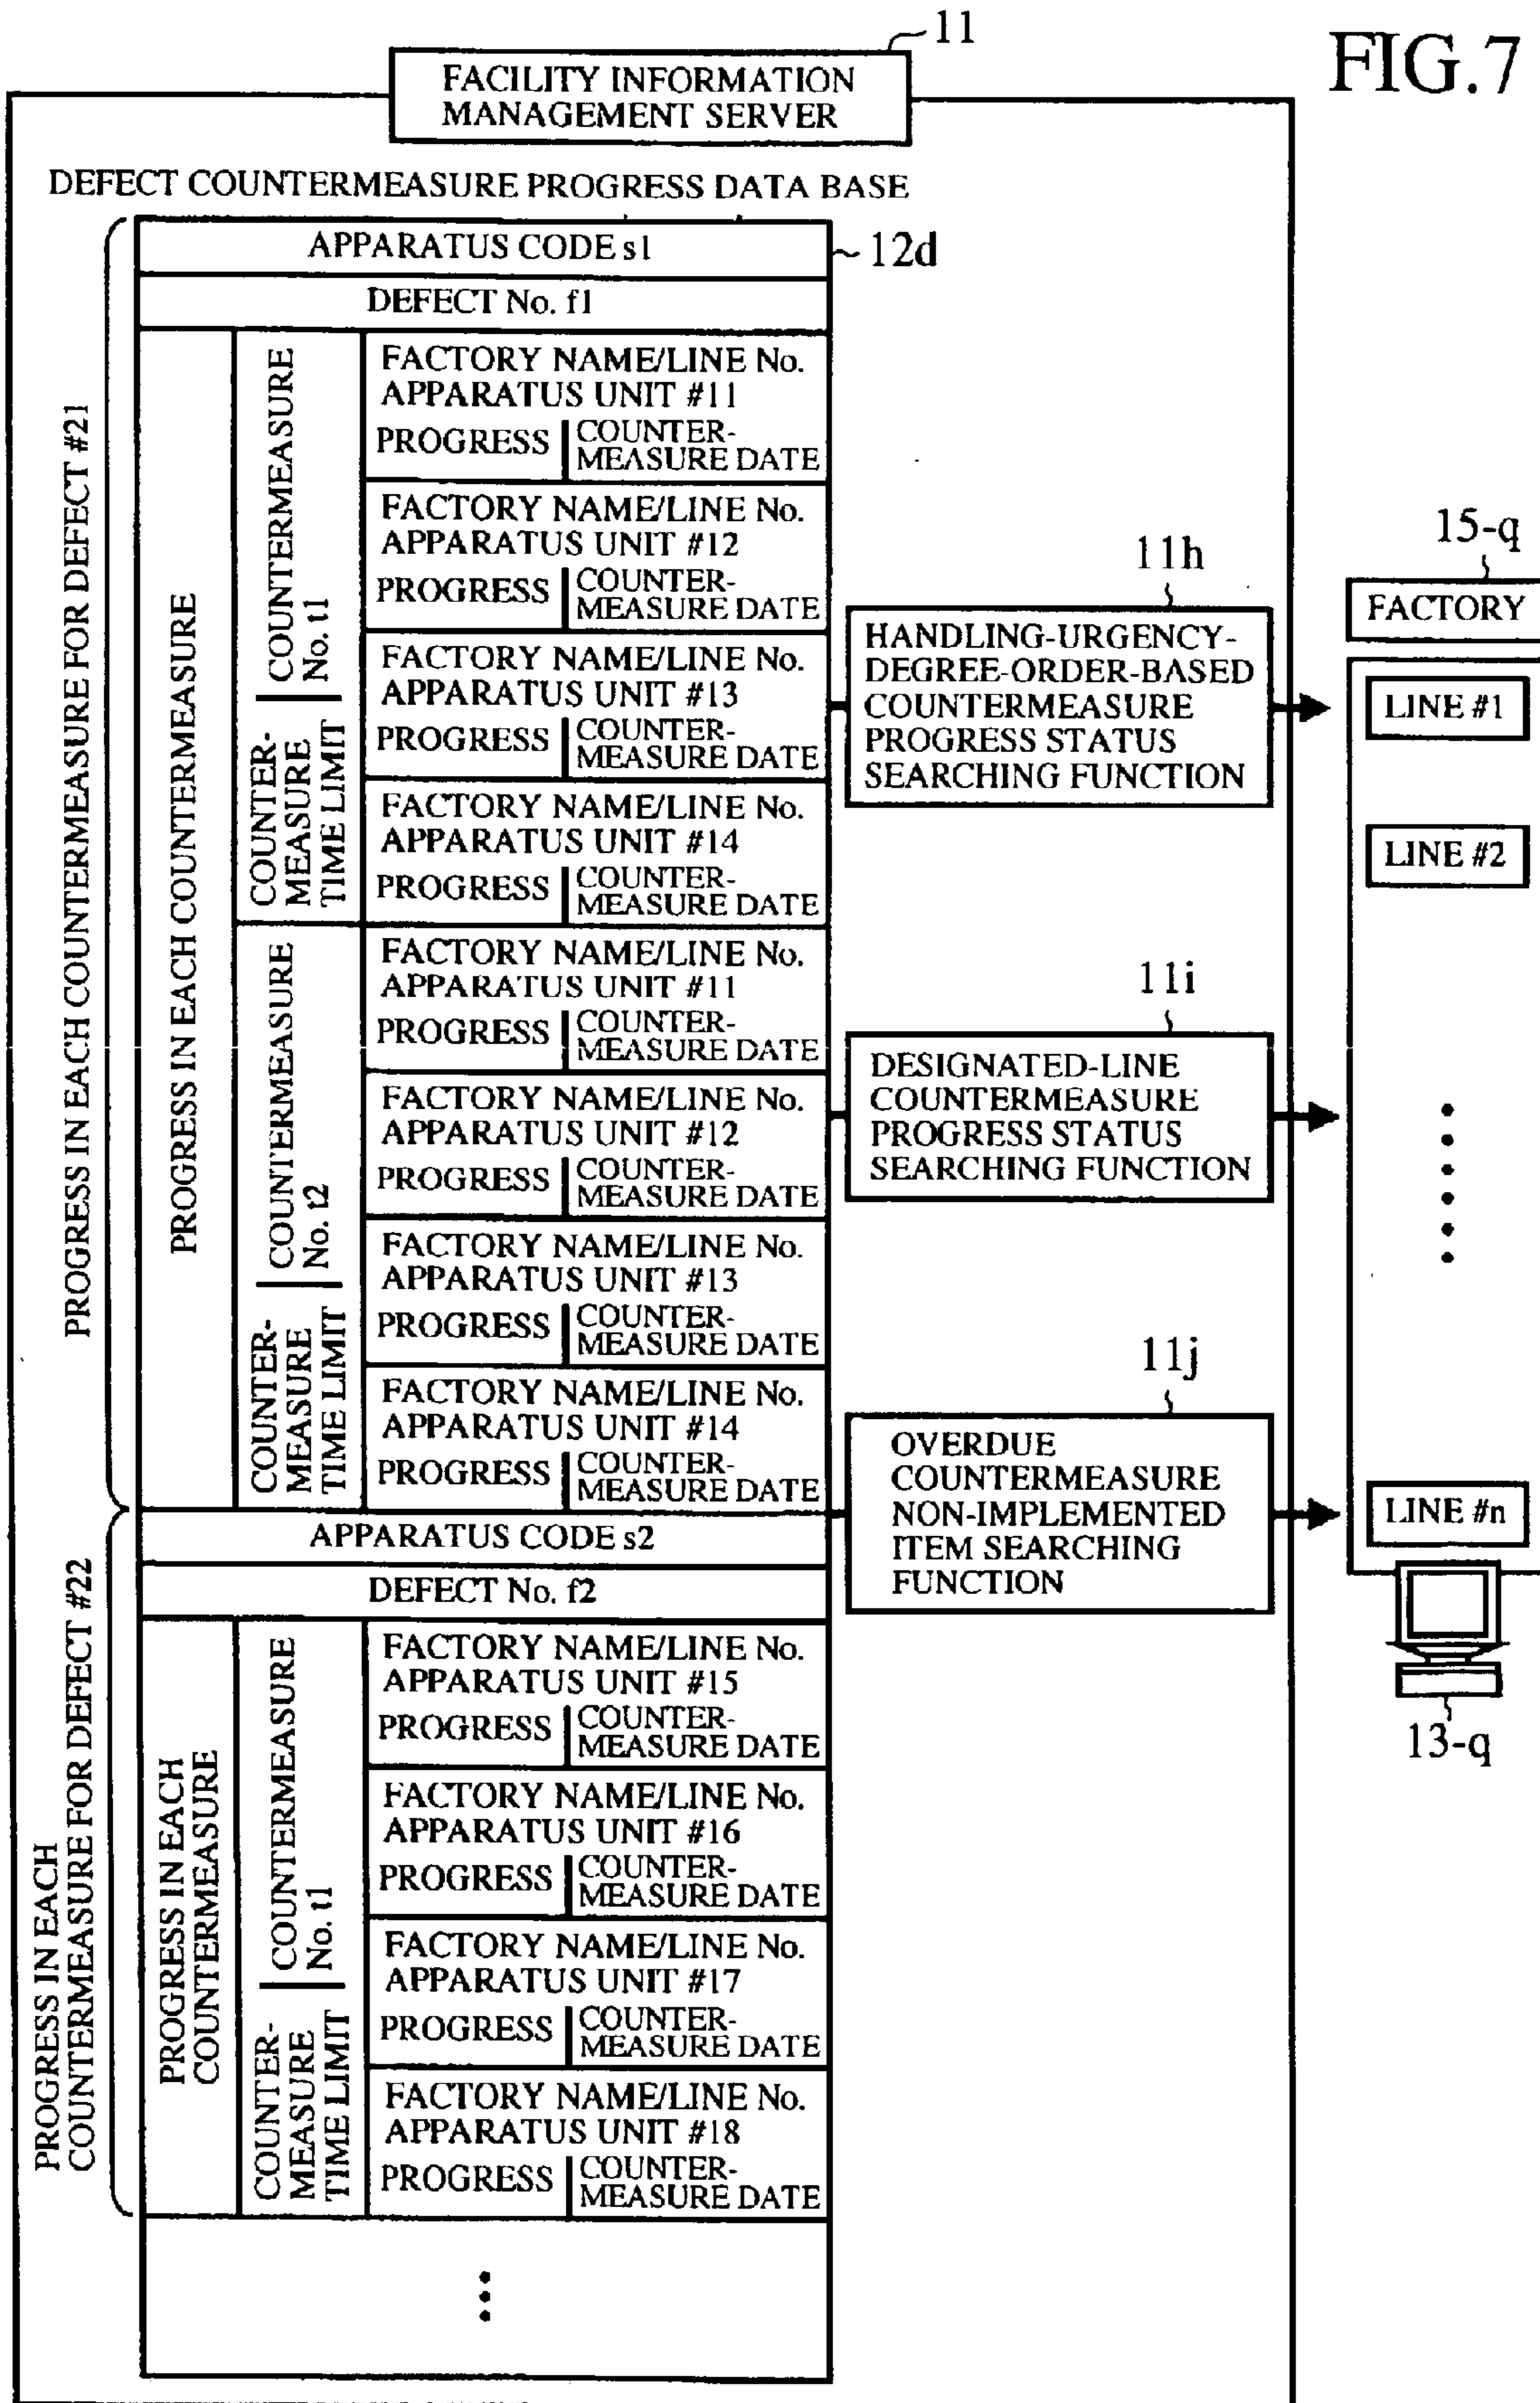 FIG.7
11
FACILITY INFORMATION
MANAGEMENT SERVER
DEFECT COUNTERMEASURE PROGRESS DATA BASE
12d
PROGRESS IN EACH COUNTERMEASURE FOR DEFECT #21
APPARATUS CODE s1
DEFECT No. f1
PROGRESS IN EACH COUNTERMEASURE
COUNTERMEASURE
No. t1
COUNTER-
MEASURE
TIME LIMIT
FACTORY NAME/LINE No.
APPARATUS UNIT #11
PROGRESS
COUNTER-
MEASURE DATE
FACTORY NAME/LINE No.
APPARATUS UNIT #12
PROGRESS
COUNTER-
MEASURE DATE
FACTORY NAME/LINE No.
APPARATUS UNIT #13
PROGRESS
COUNTER-
MEASURE DATE
FACTORY NAME/LINE No.
APPARATUS UNIT #14
PROGRESS
COUNTER-
MEASURE DATE
COUNTERMEASURE
No. t2
COUNTER-
MEASURE
TIME LIMIT
FACTORY NAME/LINE No.
APPARATUS UNIT #11
PROGRESS
COUNTER-
MEASURE DATE
FACTORY NAME/LINE No.
APPARATUS UNIT #12
PROGRESS
COUNTER-
MEASURE DATE
FACTORY NAME/LINE No.
APPARATUS UNIT #13
PROGRESS
COUNTER-
MEASURE DATE
FACTORY NAME/LINE No.
APPARATUS UNIT #14
PROGRESS
COUNTER-
MEASURE DATE
PROGRESS IN EACH
COUNTERMEASURE FOR DEFECT #22
APPARATUS CODE s2
DEFECT No. f2
PROGRESS IN EACH
COUNTERMEASURE
COUNTERMEASURE
No. t1
COUNTER-
MEASURE
TIME LIMIT
FACTORY NAME/LINE No.
APPARATUS UNIT #15
PROGRESS
COUNTER-
MEASURE DATE
FACTORY NAME/LINE No.
APPARATUS UNIT #16
PROGRESS
COUNTER-
MEASURE DATE
FACTORY NAME/LINE No.
APPARATUS UNIT #17
PROGRESS
COUNTER-
MEASURE DATE
FACTORY NAME/LINE No.
APPARATUS UNIT #18
PROGRESS
COUNTER-
MEASURE DATE
11h
HANDLING-URGENCY-
DEGREE-ORDER-BASED
COUNTERMEASURE
PROGRESS STATUS
SEARCHING FUNCTION
11i
DESIGNATED-LINE
COUNTERMEASURE
PROGRESS STATUS
SEARCHING FUNCTION
11j
OVERDUE
COUNTERMEASURE
NON-IMPLEMENTED
ITEM SEARCHING
FUNCTION
15-q
FACTORY
LINE #1
LINE #2
LINE #n
13-q